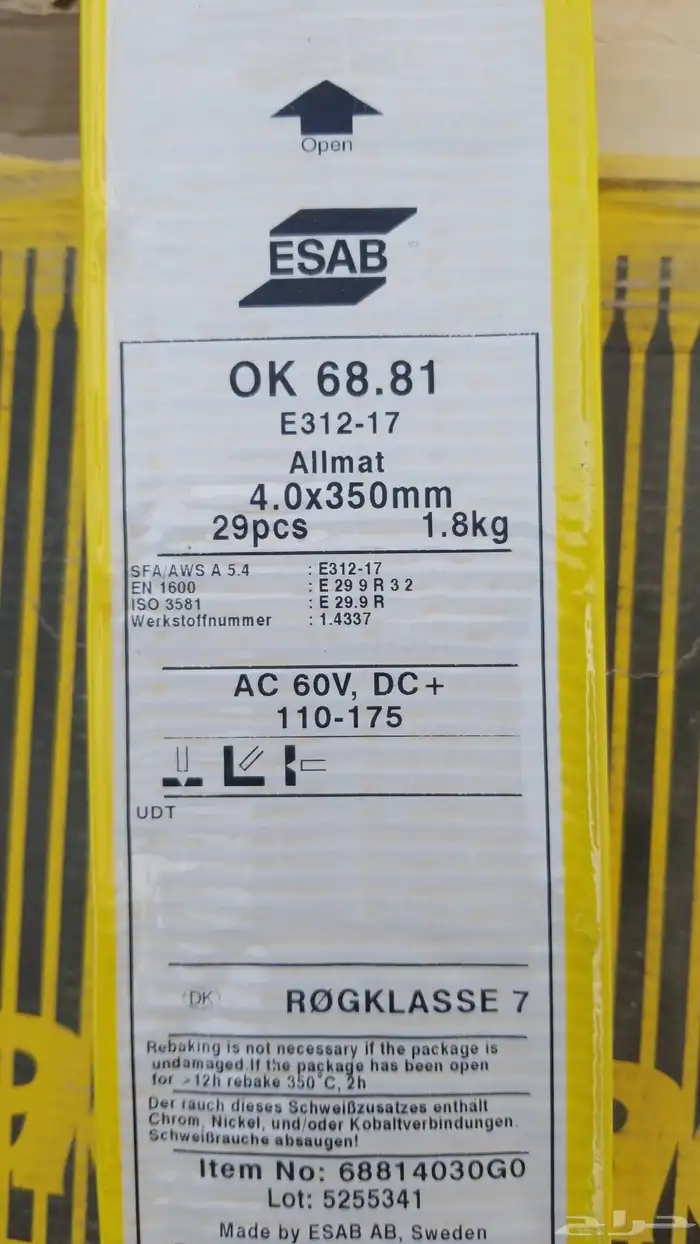 Open
ESAB
OK 68.81
E312-17
Allmat
4.0x350mm
29pcs 1.8kg
SFA/AWS A 5.4 : E312-17
EN 1600 : E 29 9 R 3 2
ISO 3581 : E 29.9 R
Werkstoffnummer : 1.4337
AC 60V, DC+
110-175
UDT
(DK) RØGKLASSE 7
Rebaking is not necessary if the package is
undamaged.If the package has been open
for >12h rebake 350°C, 2h
Der rauch dieses Schweißzusatzes enthält
Chrom, Nickel, und/oder Kobaltverbindungen.
Schweißrauche absaugen!
Item No: 68814030G0
Lot: 5255341
Made by ESAB AB, Sweden
حراج